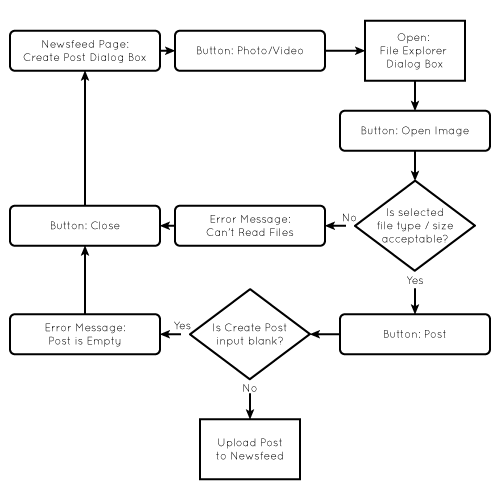 Newsfeed Page:
Create Post Dialog Box
Button: Photo/Video
Open:
File Explorer
Dialog Box
Button: Open Image
Is selected
file type / size
acceptable?
No
Error Message:
Can't Read Files
Button: Close
Yes
Button: Post
Is Create Post
input blank?
Yes
Error Message:
Post is Empty
No
Upload Post
to Newsfeed